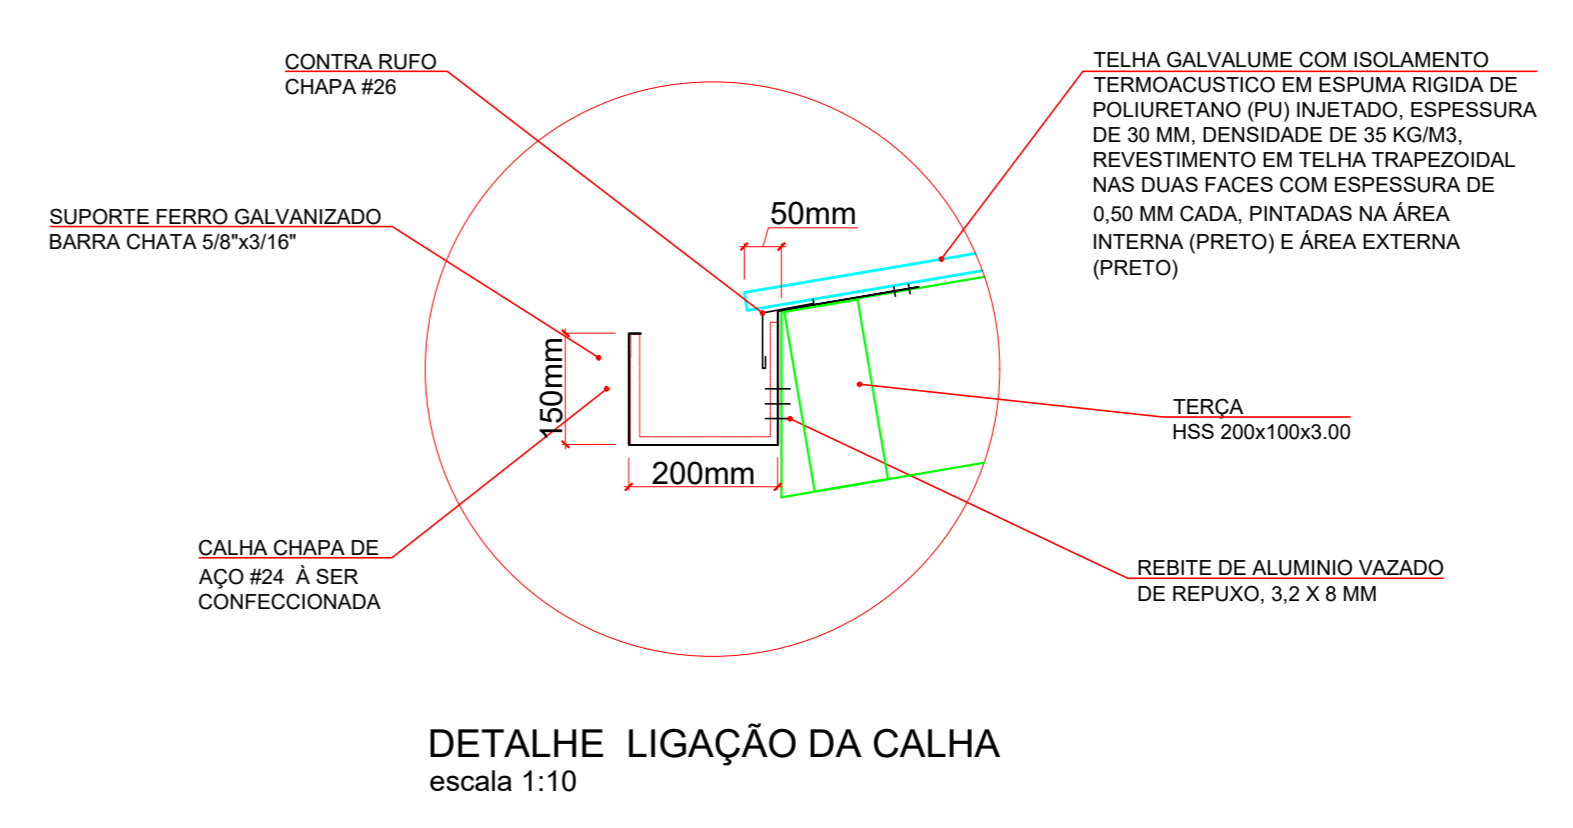 CONTRA RUFO
CHAPA #26
TELHA GALVALUME COM ISOLAMENTO
TERMOACUSTICO EM ESPUMA RIGIDA DE
POLIURETANO (PU) INJETADO, ESPESSURA
DE 30 MM, DENSIDADE DE 35 KG/M3,
REVESTIMENTO EM TELHA TRAPEZOIDAL
NAS DUAS FACES COM ESPESSURA DE
0,50 MM CADA, PINTADAS NA ÁREA
INTERNA (PRETO) E ÁREA EXTERNA
(PRETO)
SUPORTE FERRO GALVANIZADO
BARRA CHATA 5/8"x3/16"
50mm
150mm
200mm
TERÇA
HSS 200x100x3.00
CALHA CHAPA DE
AÇO #24 À SER
CONFECCIONADA
REBITE DE ALUMINIO VAZADO
DE REPUXO, 3,2 X 8 MM
DETALHE LIGAÇÃO DA CALHA
escala 1:10